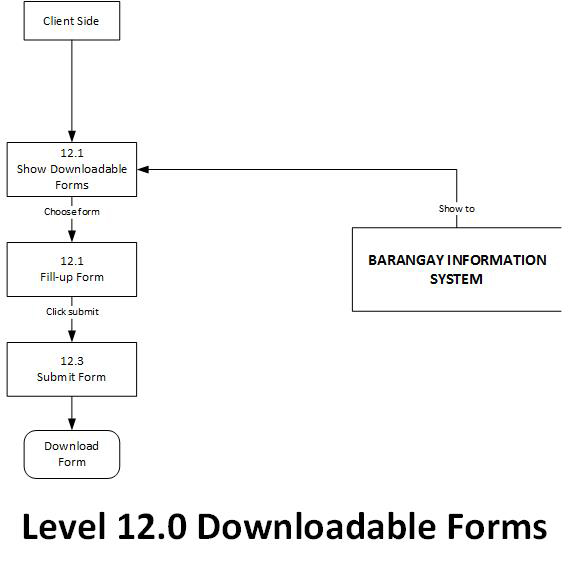 Client Side
12.1
Show Downloadable
Forms
Choose form
Show to
12.1
Fill-up Form
BARANGAY INFORMATION
SYSTEM
Click submit
12.3
Submit Form
Download
Form
Level 12.0 Downloadable Forms